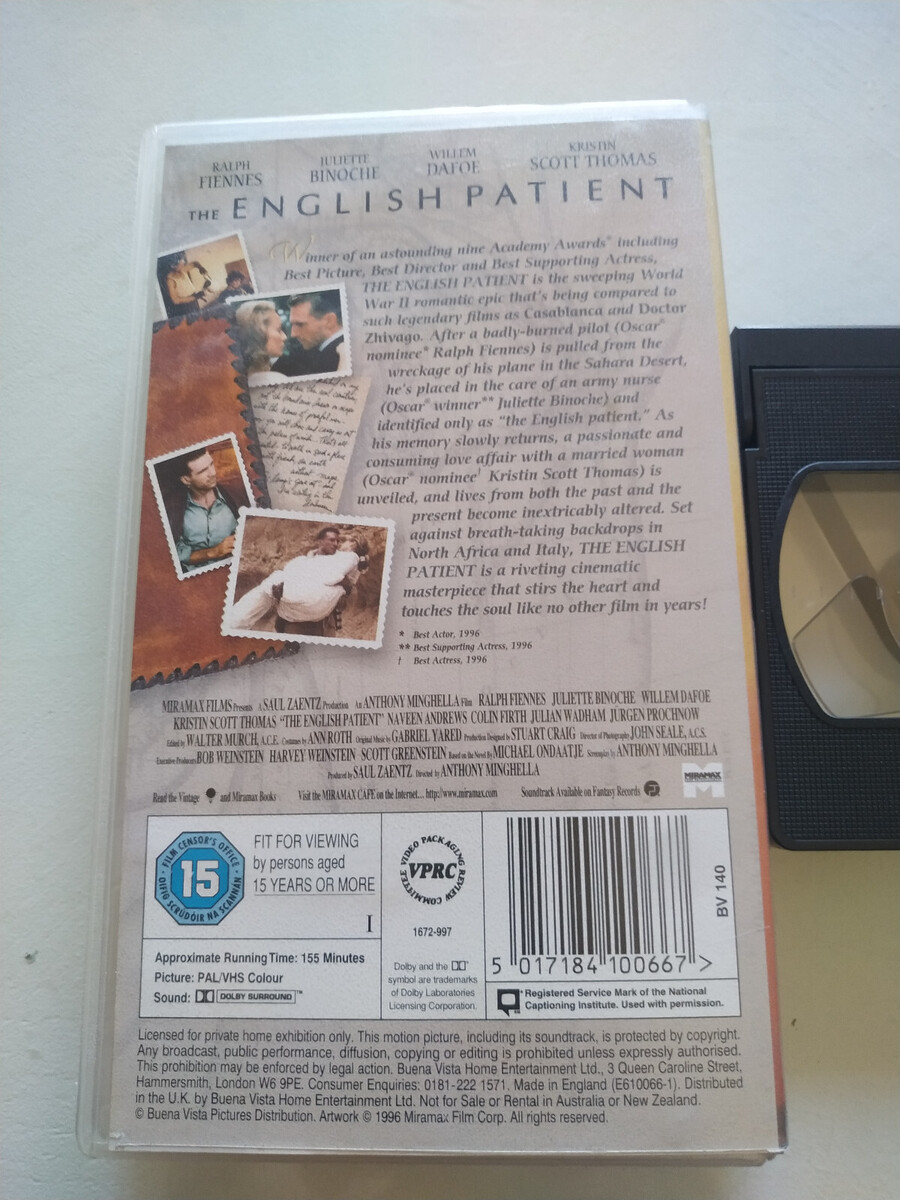 RALPH FIENNES
JULIETTE BINOCHE
WILLEM DAFOE
KRISTIN SCOTT THOMAS
THE ENGLISH PATIENT
Winner of an astounding nine Academy Awards® including
Best Picture, Best Director and Best Supporting Actress,
THE ENGLISH PATIENT is the sweeping World
War II romantic epic that's being compared to
such legendary films as Casablanca and Doctor
Zhivago. After a badly-burned pilot (Oscar®
nominee* Ralph Fiennes) is pulled from the
wreckage of his plane in the Sahara Desert,
he's placed in the care of an army nurse
(Oscar® winner** Juliette Binoche) and
identified only as "the English patient." As
his memory slowly returns, a passionate and
consuming love affair with a married woman
(Oscar® nominee† Kristin Scott Thomas) is
unveiled, and lives from both the past and the
present become inextricably altered. Set
against breath-taking backdrops in
North Africa and Italy, THE ENGLISH
PATIENT is a riveting cinematic
masterpiece that stirs the heart and
touches the soul like no other film in years!
* Best Actor, 1996
** Best Supporting Actress, 1996
† Best Actress, 1996
MIRAMAX FILMS Presents A SAUL ZAENTZ Production An ANTHONY MINGHELLA Film RALPH FIENNES JULIETTE BINOCHE WILLEM DAFOE
KRISTIN SCOTT THOMAS "THE ENGLISH PATIENT" NAVEEN ANDREWS COLIN FIRTH JULIAN WADHAM JÜRGEN PROCHNOW
Edited by WALTER MURCH, A.C.E. Costumes by ANN ROTH Original Music by GABRIEL YARED Production Designed by STUART CRAIG Director of Photography JOHN SEALE, A.C.S.
Executive Producers BOB WEINSTEIN HARVEY WEINSTEIN SCOTT GREENSTEIN Based on the Novel By MICHAEL ONDAATJE Screenplay by ANTHONY MINGHELLA
Produced by SAUL ZAENTZ Directed by ANTHONY MINGHELLA
Read the Vintage and Miramax Books Visit the MIRAMAX CAFE on the Internet... http://www.miramax.com Soundtrack Available on Fantasy Records
MIRAMAX
FILM CENSOR'S OFFICE
15
OIFIG SCRÚDÓIR NA SCANNÁN
FIT FOR VIEWING
by persons aged
15 YEARS OR MORE
I
Approximate Running Time: 155 Minutes
Picture: PAL/VHS Colour
Sound: DOLBY SURROUND™
VIDEO PACKAGING REVIEW COMMITTEE
VPRC
1672-997
Dolby and the
symbol are trademarks
of Dolby Laboratories
Licensing Corporation.
BV 140
5 017184 100667 >
Registered Service Mark of the National
Captioning Institute. Used with permission.
Licensed for private home exhibition only. This motion picture, including its soundtrack, is protected by copyright.
Any broadcast, public performance, diffusion, copying or editing is prohibited unless expressly authorised.
This prohibition may be enforced by legal action. Buena Vista Home Entertainment Ltd., 3 Queen Caroline Street,
Hammersmith, London W6 9PE. Consumer Enquiries: 0181-222 1571. Made in England (E610066-1). Distributed
in the U.K. by Buena Vista Home Entertainment Ltd. Not for Sale or Rental in Australia or New Zealand.
© Buena Vista Pictures Distribution. Artwork © 1996 Miramax Film Corp. All rights reserved.